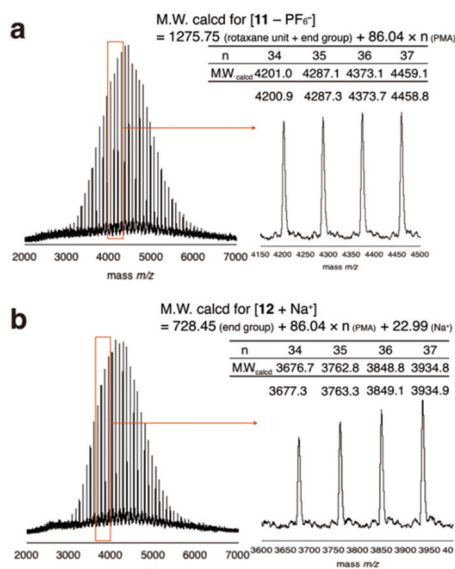 a
M.W. calcd for [11 – PF₆⁻]
= 1275.75 (rotaxane unit + end group) + 86.04 × n (PMA)
n 34 35 36 37
M.W.calcd 4201.0 4287.1 4373.1 4459.1
4200.9 4287.3 4373.7 4458.8
2000 3000 4000 5000 6000 7000
mass m/z
4150 4200 4250 4300 4350 4400 4450 4500
mass m/z
b
M.W. calcd for [12 + Na⁺]
= 728.45 (end group) + 86.04 × n (PMA) + 22.99 (Na⁺)
n 34 35 36 37
M.W.calcd 3676.7 3762.8 3848.8 3934.8
3677.3 3763.3 3849.1 3934.9
2000 3000 4000 5000 6000 7000
3600 3650 3700 3750 3800 3850 3900 3950 40
mass m/z